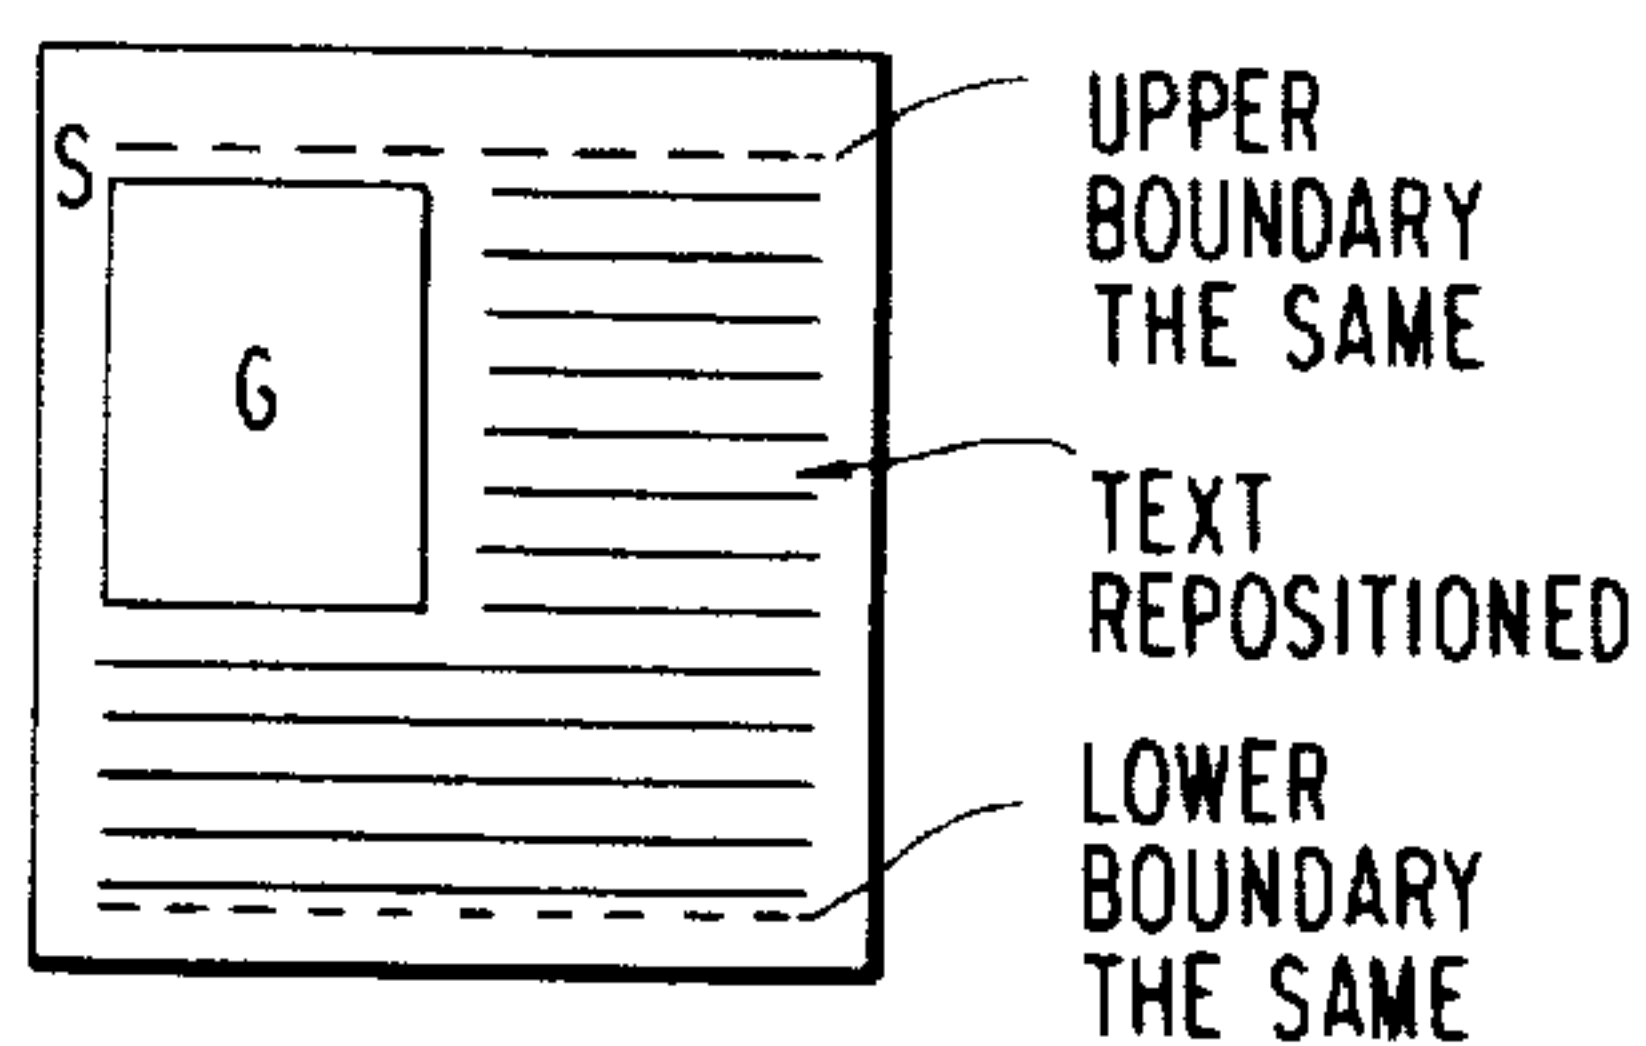 S
G
UPPER
BOUNDARY
THE SAME
TEXT
REPOSITIONED
LOWER
BOUNDARY
THE SAME